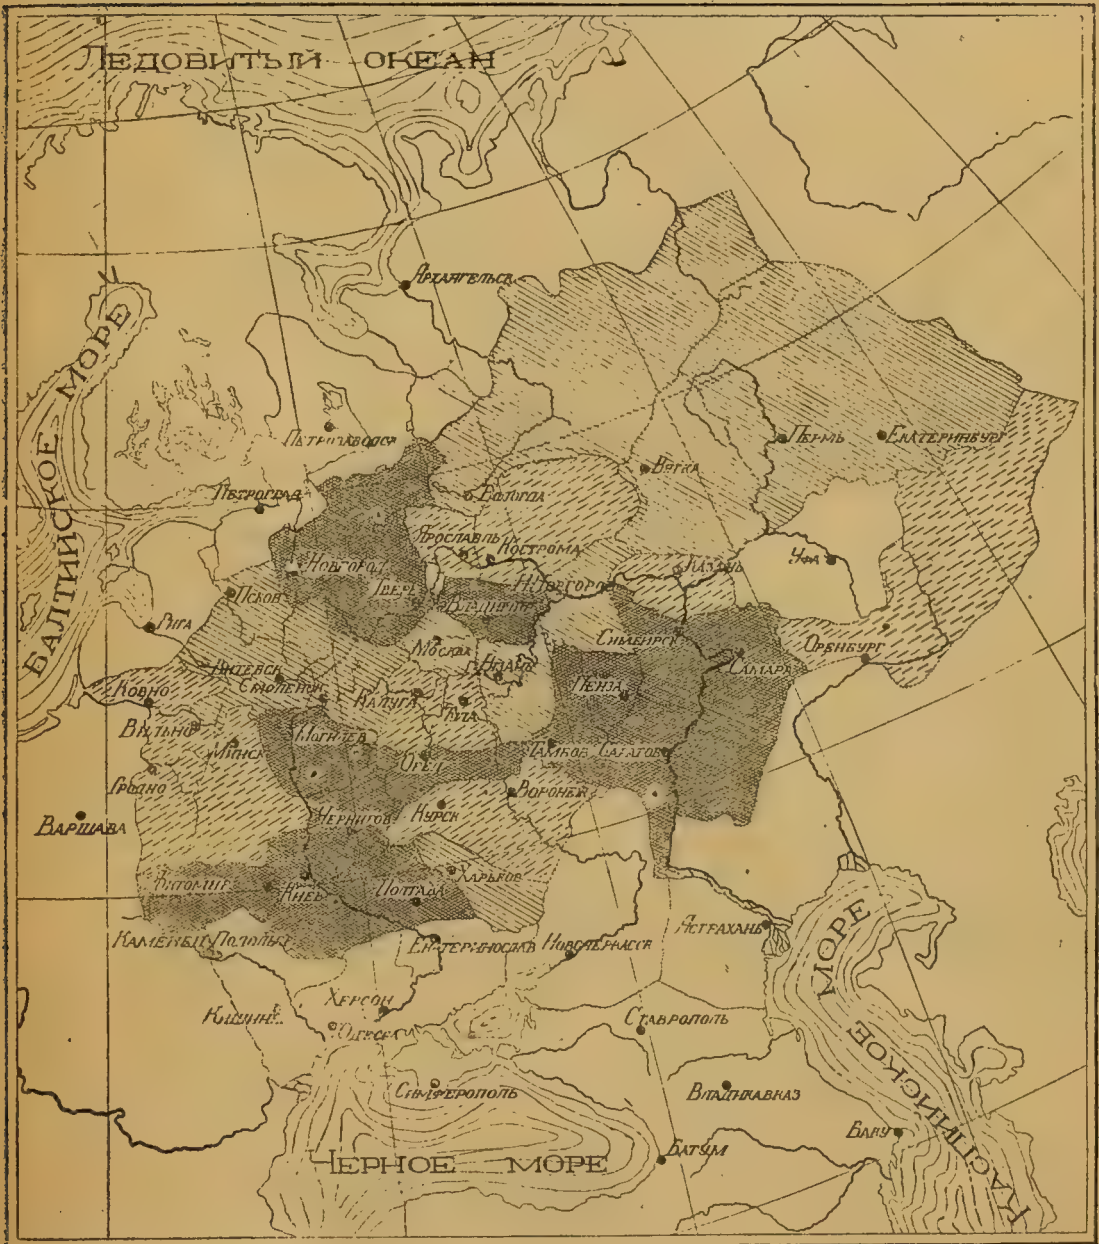 ЛЕДОВИТЫЙ ОКЕАН
АРХАНГЕЛЬСК
БАЛТИЙСКОЕ МОРЕ
ПЕТРОЗАВОДСК
ПЕРМЬ
ЕКАТЕРИНБУРГ
ВЯТКА
ПЕТРОГРАД
ВОЛОГДА
ЯРОСЛАВЛЬ
КОСТРОМА
НОВГОРОД
КАЗАНЬ
УФА
ТВЕРЬ
Н.НОВГОРОД
ПСКОВ
ВЛАДИМИР
РИГА
СИМБИРСК
МОСКВА
ОРЕНБУРГ
САМАРА
ВИТЕБСК
РЯЗАНЬ
СМОЛЕНСК
ПЕНЗА
КОВНО
КАЛУГА
ТУЛА
ВИЛЬНО
МОГИЛЕВ
МИНСК
ТАМБОВ
САРАТОВ
ОРЕЛ
ГРОДНО
ВОРОНЕЖ
ВАРШАВА
ЧЕРНИГОВ
КУРСК
ХАРЬКОВ
ЖИТОМИР
КИЕВ
ПОЛТАВА
КАМЕНЕЦ-ПОДОЛЬСК
ЕКАТЕРИНОСЛАВ
НОВОЧЕРКАССК
АСТРАХАНЬ
ХЕРСОН
КИШИНЕВ
ОДЕССА
СТАВРОПОЛЬ
КАСПИЙСКОЕ МОРЕ
СИМФЕРОПОЛЬ
ВЛАДИКАВКАЗ
БАКУ
ЧЕРНОЕ МОРЕ
БАТУМ